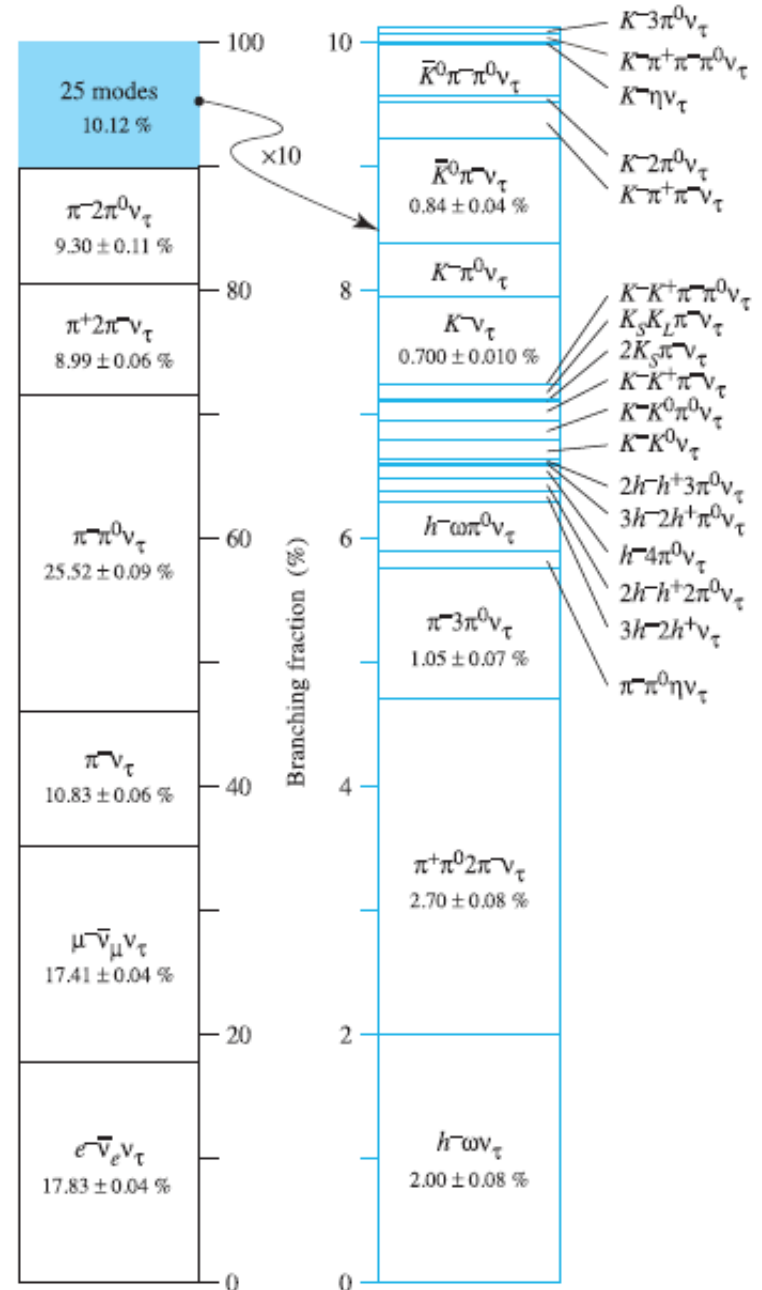 25 modes
10.12 %
π⁻2π⁰ν_τ
9.30 ± 0.11 %
π⁺2π⁻ν_τ
8.99 ± 0.06 %
π⁻π⁰ν_τ
25.52 ± 0.09 %
π⁻ν_τ
10.83 ± 0.06 %
μ⁻ν̄_μν_τ
17.41 ± 0.04 %
e⁻ν̄_eν_τ
17.83 ± 0.04 %
100
80
60
40
20
0
×10
Branching fraction (%)
10
8
6
4
2
0
K̄⁰π⁻π⁰ν_τ
K̄⁰π⁻ν_τ
0.84 ± 0.04 %
K⁻π⁰ν_τ
K⁻ν_τ
0.700 ± 0.010 %
h⁻ωπ⁰ν_τ
π⁻3π⁰ν_τ
1.05 ± 0.07 %
π⁺π⁰2π⁻ν_τ
2.70 ± 0.08 %
h⁻ων_τ
2.00 ± 0.08 %
K⁻3π⁰ν_τ
K⁻π⁺π⁻π⁰ν_τ
K⁻ην_τ
K⁻2π⁰ν_τ
K⁻π⁺π⁻ν_τ
K⁻K⁺π⁻π⁰ν_τ
K_SK_Lπ⁻ν_τ
2K_Sπ⁻ν_τ
K⁻K⁺π⁻ν_τ
K⁻K⁰π⁰ν_τ
K⁻K⁰ν_τ
2h⁻h⁺3π⁰ν_τ
3h⁻2h⁺π⁰ν_τ
h⁻4π⁰ν_τ
2h⁻h⁺2π⁰ν_τ
3h⁻2h⁺ν_τ
π⁻π⁰ην_τ